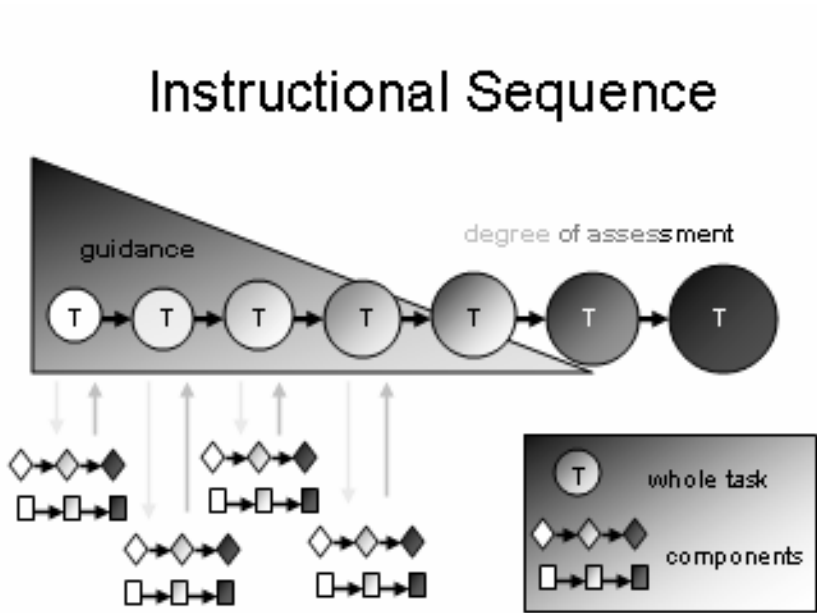 Instructional Sequence
degree of assessment
guidance
T T T T T T T
T whole task
components